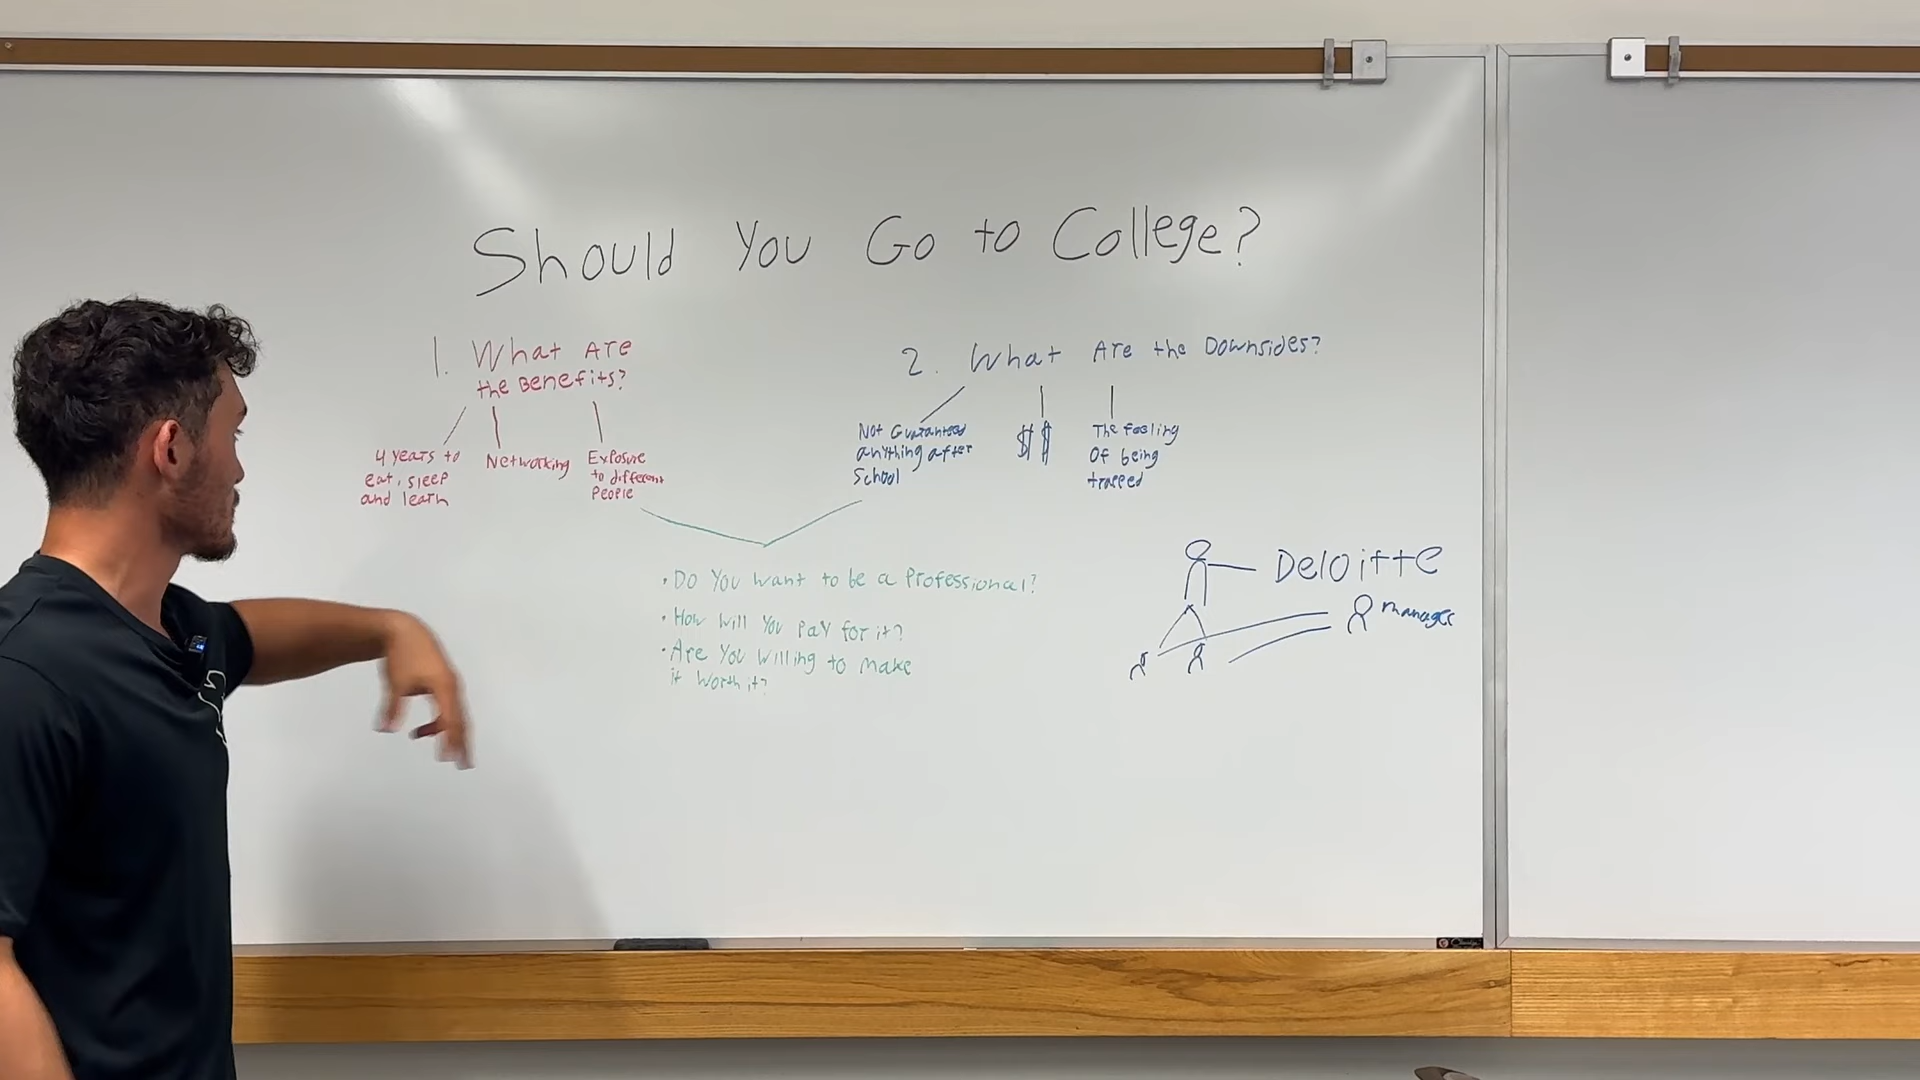 Should You Go to College?
1. What Are
the Benefits?
4 years to
eat, sleep
and learn
Networking
Exposure
to different
People
2. What Are the Downsides?
Not Guaranteed
anything after
School
$$
The feeling
Of being
trapped
• Do You want to be a Professional?
• How will You Pay for it?
• Are You Willing to make
it worth it?
Deloitte
manager